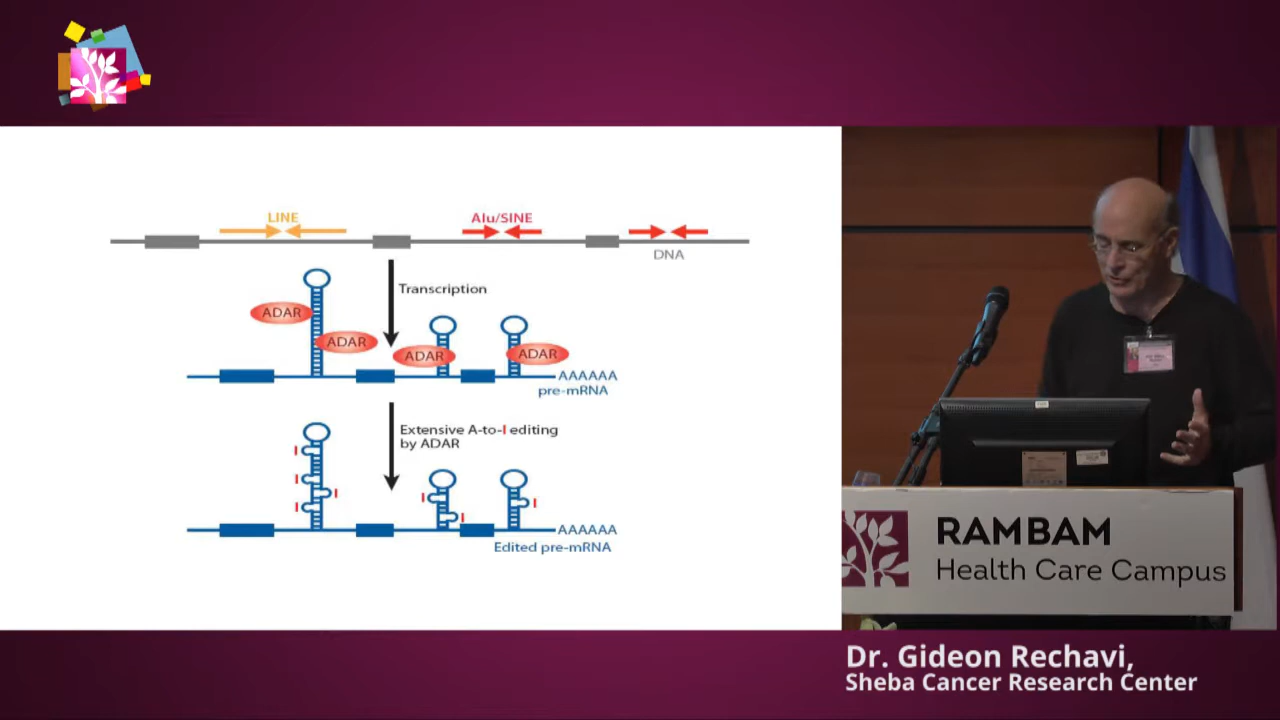 LINE
Alu/SINE
DNA
Transcription
ADAR
ADAR
ADAR
ADAR
AAAAAA
pre-mRNA
Extensive A-to-I editing
by ADAR
I
I
I
I
I
I
I
AAAAAA
Edited pre-mRNA
RAMBAM
Health Care Campus
Dr. Gideon Rechavi,
Sheba Cancer Research Center